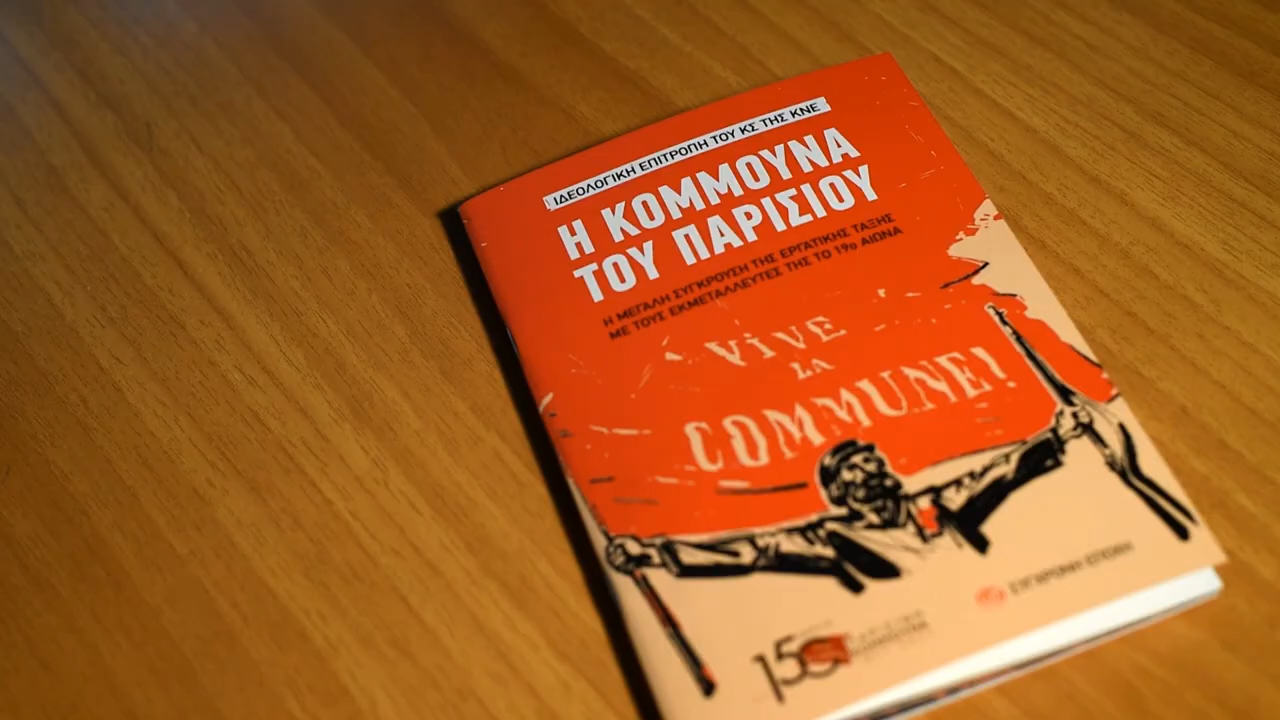 ΙΔΕΟΛΟΓΙΚΗ ΕΠΙΤΡΟΠΗ ΤΟΥ ΚΣ ΤΗΣ ΚΝΕ
Η ΚΟΜΜΟΥΝΑ
ΤΟΥ ΠΑΡΙΣΙΟΥ
Η ΜΕΓΑΛΗ ΣΥΓΚΡΟΥΣΗ ΤΗΣ ΕΡΓΑΤΙΚΗΣ ΤΑΞΗΣ
ΜΕ ΤΟΥΣ ΕΚΜΕΤΑΛΛΕΥΤΕΣ ΤΗΣ ΤΟ 19ο ΑΙΩΝΑ
ViVE
LA
COMMUNE!
ΣΥΓΧΡΟΝΗ ΕΠΟΧΗ
150